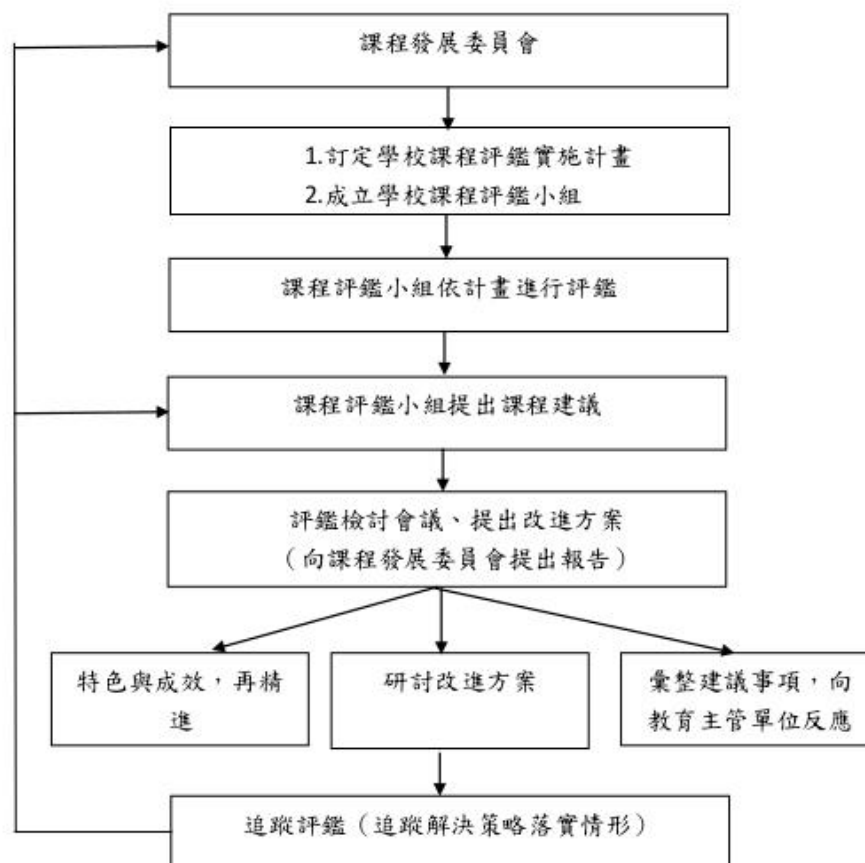 課程發展委員會
1.訂定學校課程評鑑實施計畫
2.成立學校課程評鑑小組
課程評鑑小組依計畫進行評鑑
課程評鑑小組提出課程建議
評鑑檢討會議、提出改進方案
（向課程發展委員會提出報告）
特色與成效，再精
進
研討改進方案
彙整建議事項，向
教育主管單位反應
追蹤評鑑（追蹤解決策略落實情形）